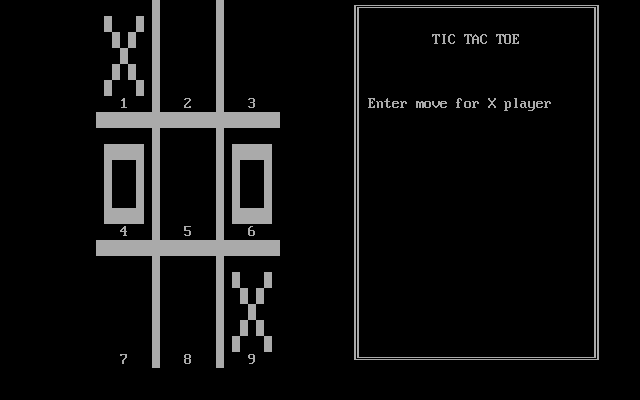 TIC TAC TOE
Enter move for X player
X
1 2 3
O O
4 5 6
X
7 8 9